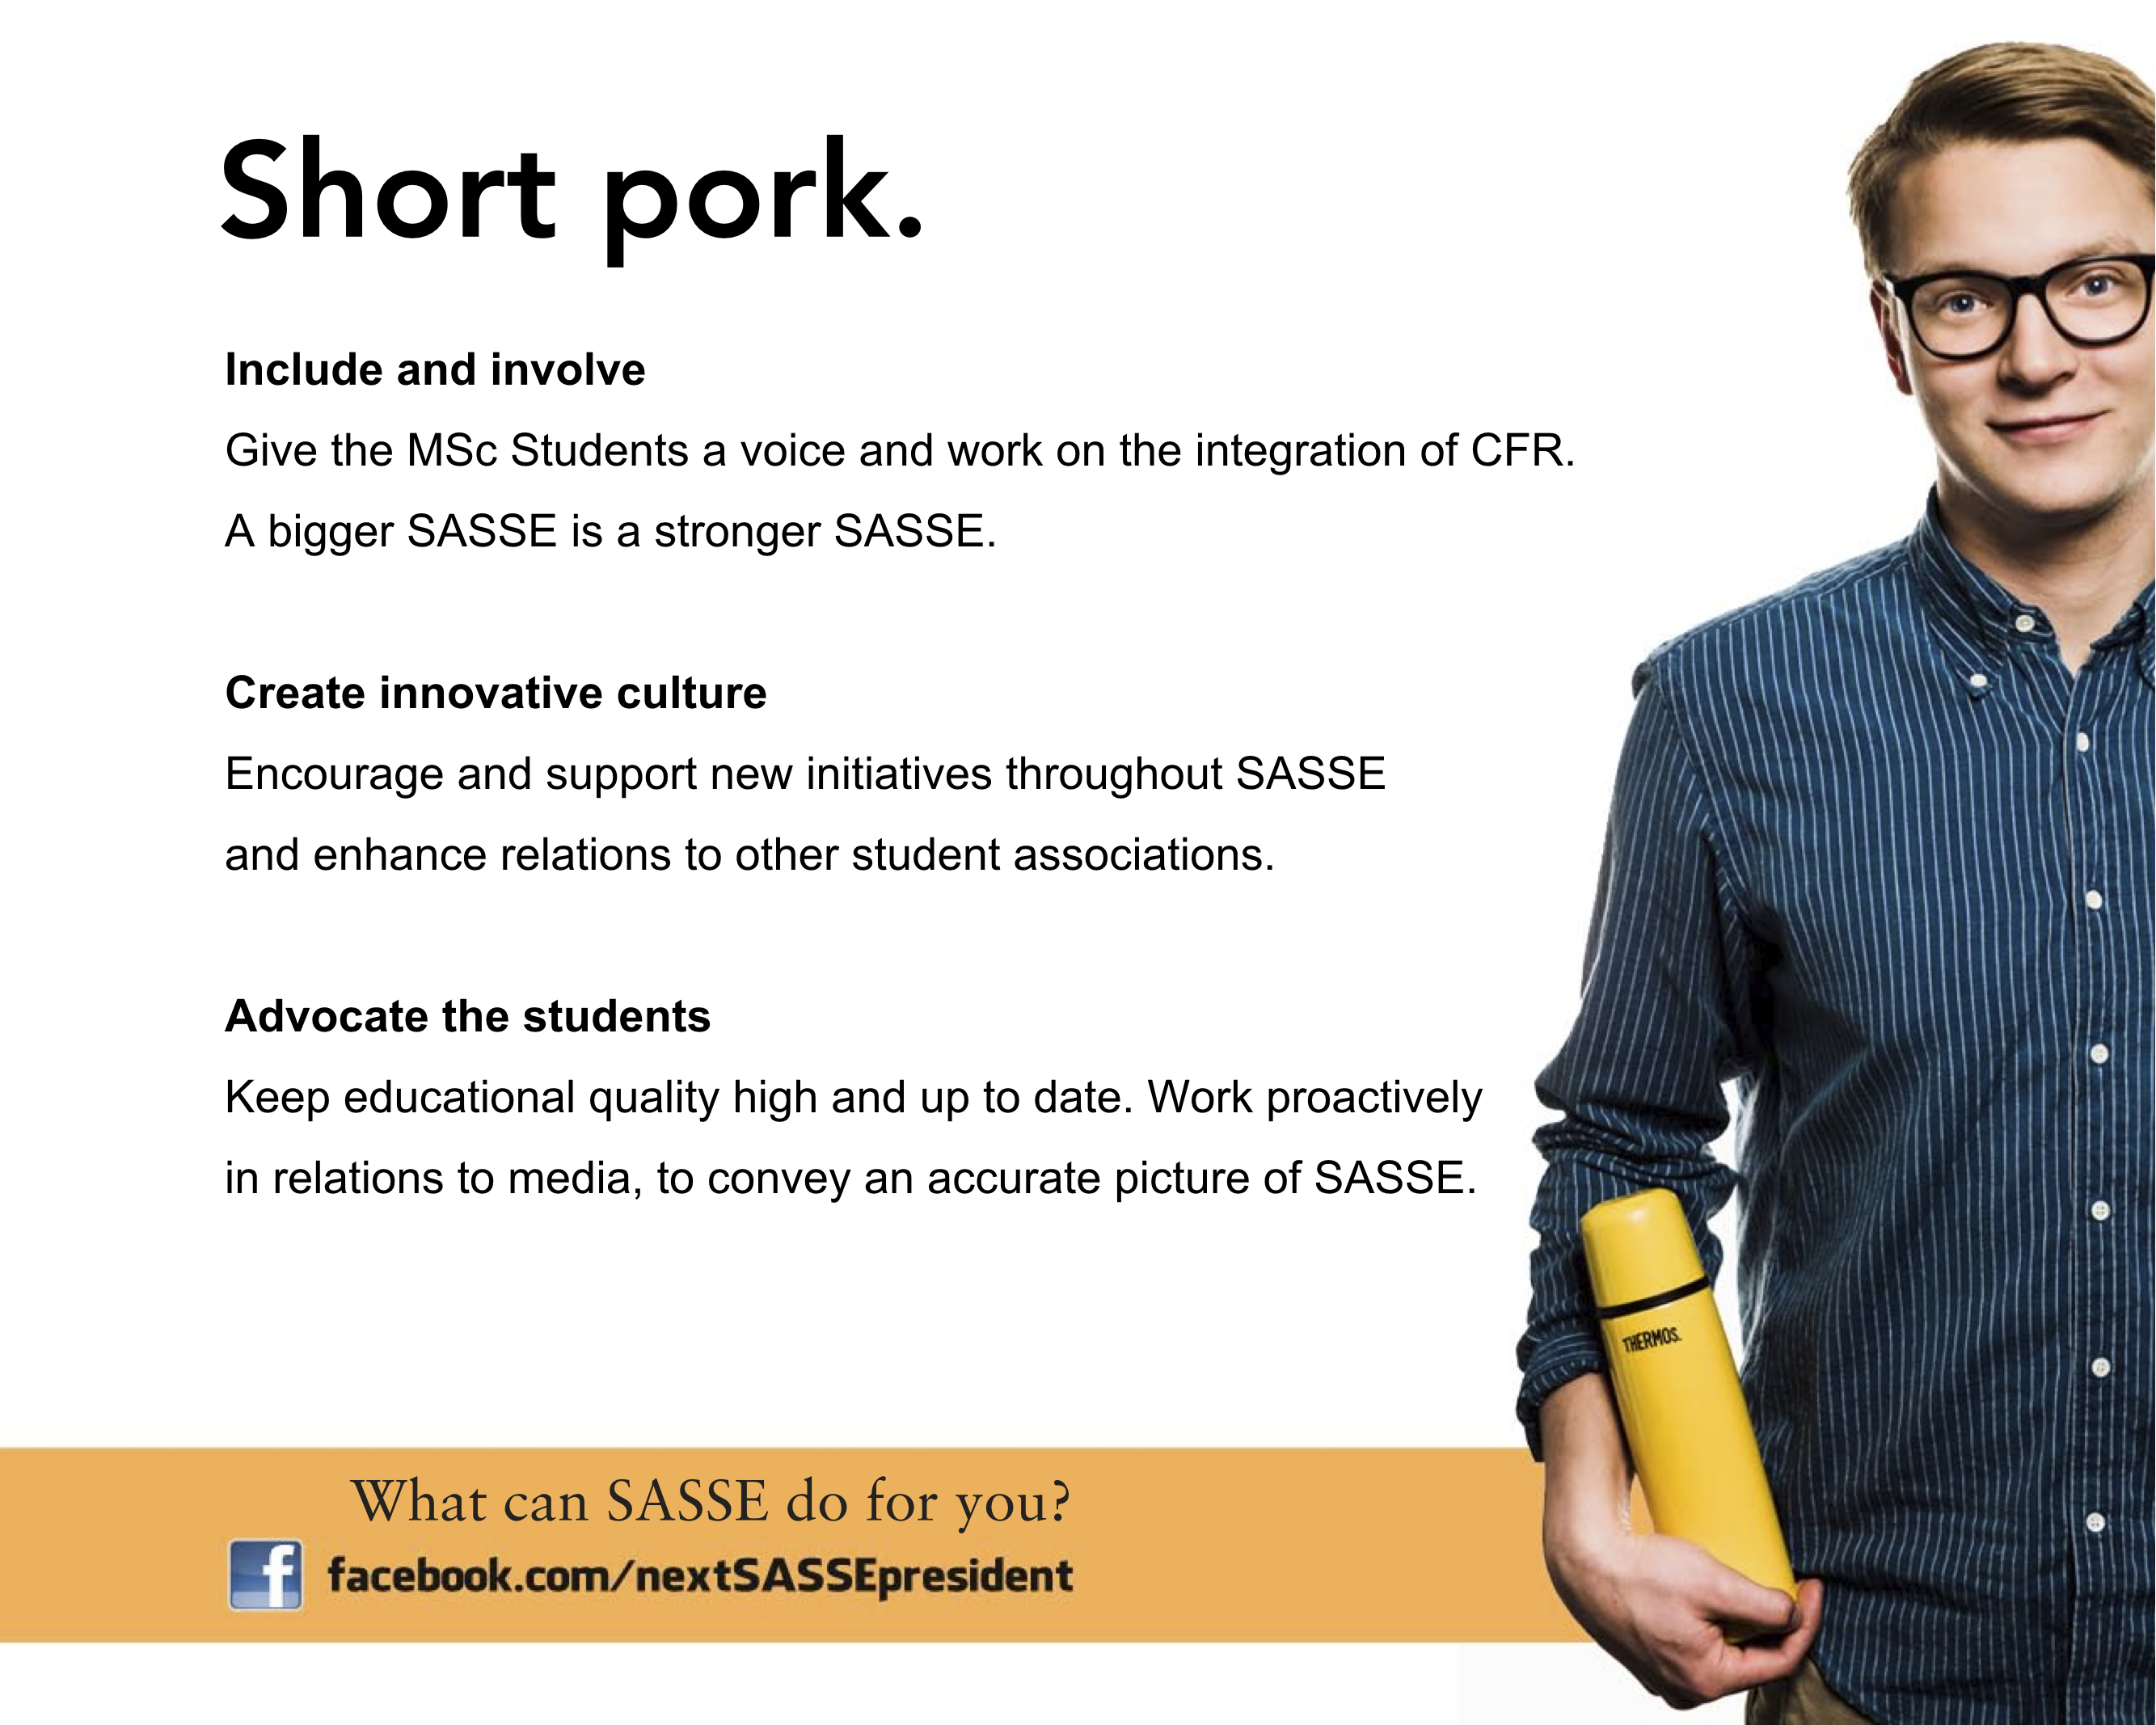 Short pork.
Include and involve
Give the MSc Students a voice and work on the integration of CFR.
A bigger SASSE is a stronger SASSE.
Create innovative culture
Encourage and support new initiatives throughout SASSE
and enhance relations to other student associations.
Advocate the students
Keep educational quality high and up to date. Work proactively
in relations to media, to convey an accurate picture of SASSE.
THERMOS.
What can SASSE do for you?
f facebook.com/nextSASSEpresident